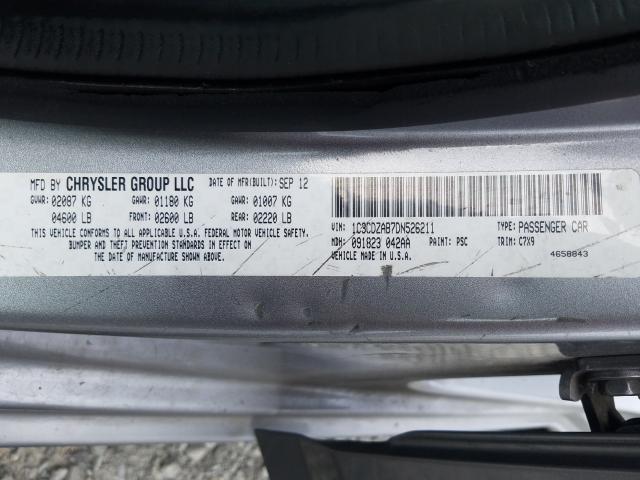 MFD BY CHRYSLER GROUP LLC DATE OF MFR(BUILT): SEP 12
GVWR: 02087 KG GAWR: 01180 KG GAWR: 01007 KG
04600 LB FRONT: 02600 LB REAR: 02220 LB
THIS VEHICLE CONFORMS TO ALL APPLICABLE U.S.A. FEDERAL MOTOR VEHICLE SAFETY,
BUMPER AND THEFT PREVENTION STANDARDS IN EFFECT ON
THE DATE OF MANUFACTURE SHOWN ABOVE.
VIN: 1C3CDZAB7DN526211 TYPE: PASSENGER CAR
MDH: 091823 042AA PAINT: PSC TRIM: C7X9
VEHICLE MADE IN U.S.A. 4658843